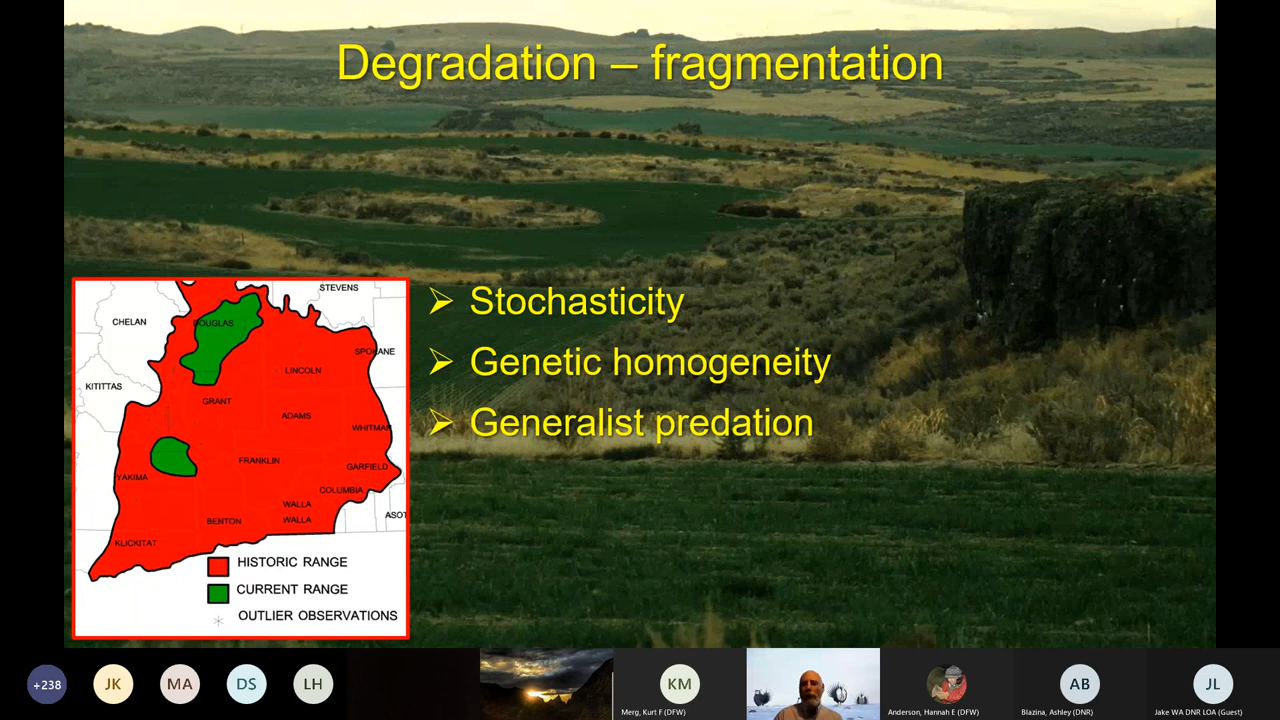 Degradation – fragmentation
STEVENS
CHELAN
DOUGLAS
SPOKANE
LINCOLN
KITITTAS
GRANT
ADAMS
WHITMAN
FRANKLIN
GARFIELD
YAKIMA
COLUMBIA
WALLA
WALLA
BENTON
ASOT
KLICKITAT
HISTORIC RANGE
CURRENT RANGE
OUTLIER OBSERVATIONS
➢ Stochasticity
➢ Genetic homogeneity
➢ Generalist predation
+238
JK
MA
DS
LH
KM
Merg, Kurt F (DFW)
Anderson, Hannah E (DFW)
AB
Blazina, Ashley (DNR)
JL
Jake WA DNR LOA (Guest)